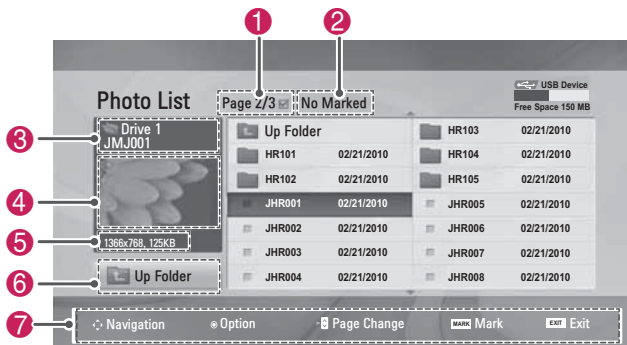 1 2
USB Device
Photo List Page 2/3 No Marked
Free Space 150 MB
3 Drive 1
JMJ001
Up Folder HR103 02/21/2010
HR101 02/21/2010 HR104 02/21/2010
HR102 02/21/2010 HR105 02/21/2010
4 JHR001 02/21/2010 JHR005 02/21/2010
JHR002 02/21/2010 JHR006 02/21/2010
5 1366x768, 125KB JHR003 02/21/2010 JHR007 02/21/2010
6 Up Folder JHR004 02/21/2010 JHR008 02/21/2010
7 Navigation Option Page Change MARK Mark EXIT Exit